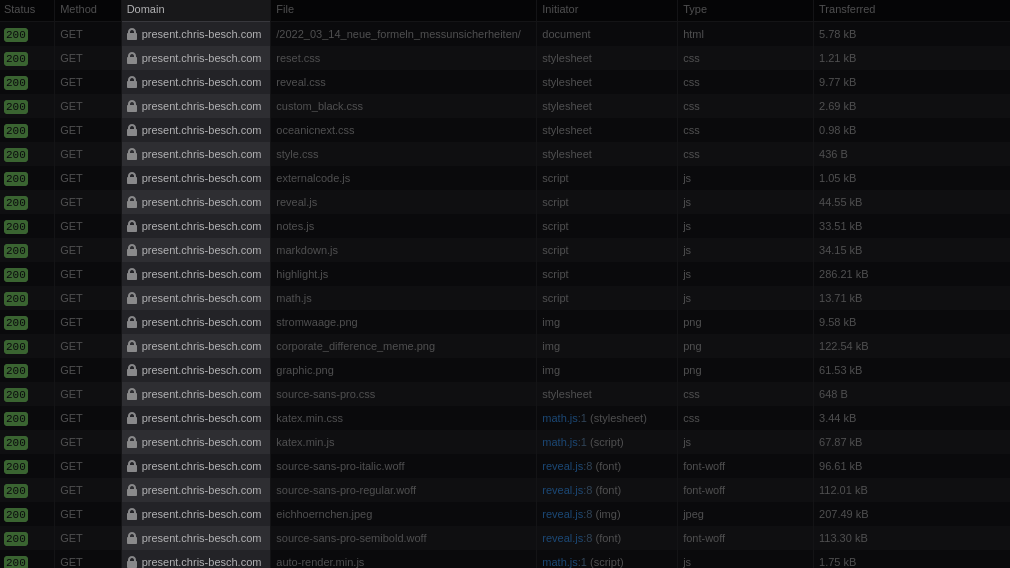 Status Method Domain File Initiator Type Transferred
200 GET present.chris-besch.com /2022_03_14_neue_formeln_messunsicherheiten/ document html 5.78 kB
200 GET present.chris-besch.com reset.css stylesheet css 1.21 kB
200 GET present.chris-besch.com reveal.css stylesheet css 9.77 kB
200 GET present.chris-besch.com custom_black.css stylesheet css 2.69 kB
200 GET present.chris-besch.com oceanicnext.css stylesheet css 0.98 kB
200 GET present.chris-besch.com style.css stylesheet css 436 B
200 GET present.chris-besch.com externalcode.js script js 1.05 kB
200 GET present.chris-besch.com reveal.js script js 44.55 kB
200 GET present.chris-besch.com notes.js script js 33.51 kB
200 GET present.chris-besch.com markdown.js script js 34.15 kB
200 GET present.chris-besch.com highlight.js script js 286.21 kB
200 GET present.chris-besch.com math.js script js 13.71 kB
200 GET present.chris-besch.com stromwaage.png img png 9.58 kB
200 GET present.chris-besch.com corporate_difference_meme.png img png 122.54 kB
200 GET present.chris-besch.com graphic.png img png 61.53 kB
200 GET present.chris-besch.com source-sans-pro.css stylesheet css 648 B
200 GET present.chris-besch.com katex.min.css math.js:1 (stylesheet) css 3.44 kB
200 GET present.chris-besch.com katex.min.js math.js:1 (script) js 67.87 kB
200 GET present.chris-besch.com source-sans-pro-italic.woff reveal.js:8 (font) font-woff 96.61 kB
200 GET present.chris-besch.com source-sans-pro-regular.woff reveal.js:8 (font) font-woff 112.01 kB
200 GET present.chris-besch.com eichhoernchen.jpeg reveal.js:8 (img) jpeg 207.49 kB
200 GET present.chris-besch.com source-sans-pro-semibold.woff reveal.js:8 (font) font-woff 113.30 kB
200 GET present.chris-besch.com auto-render.min.js math.js:1 (script) js 1.75 kB